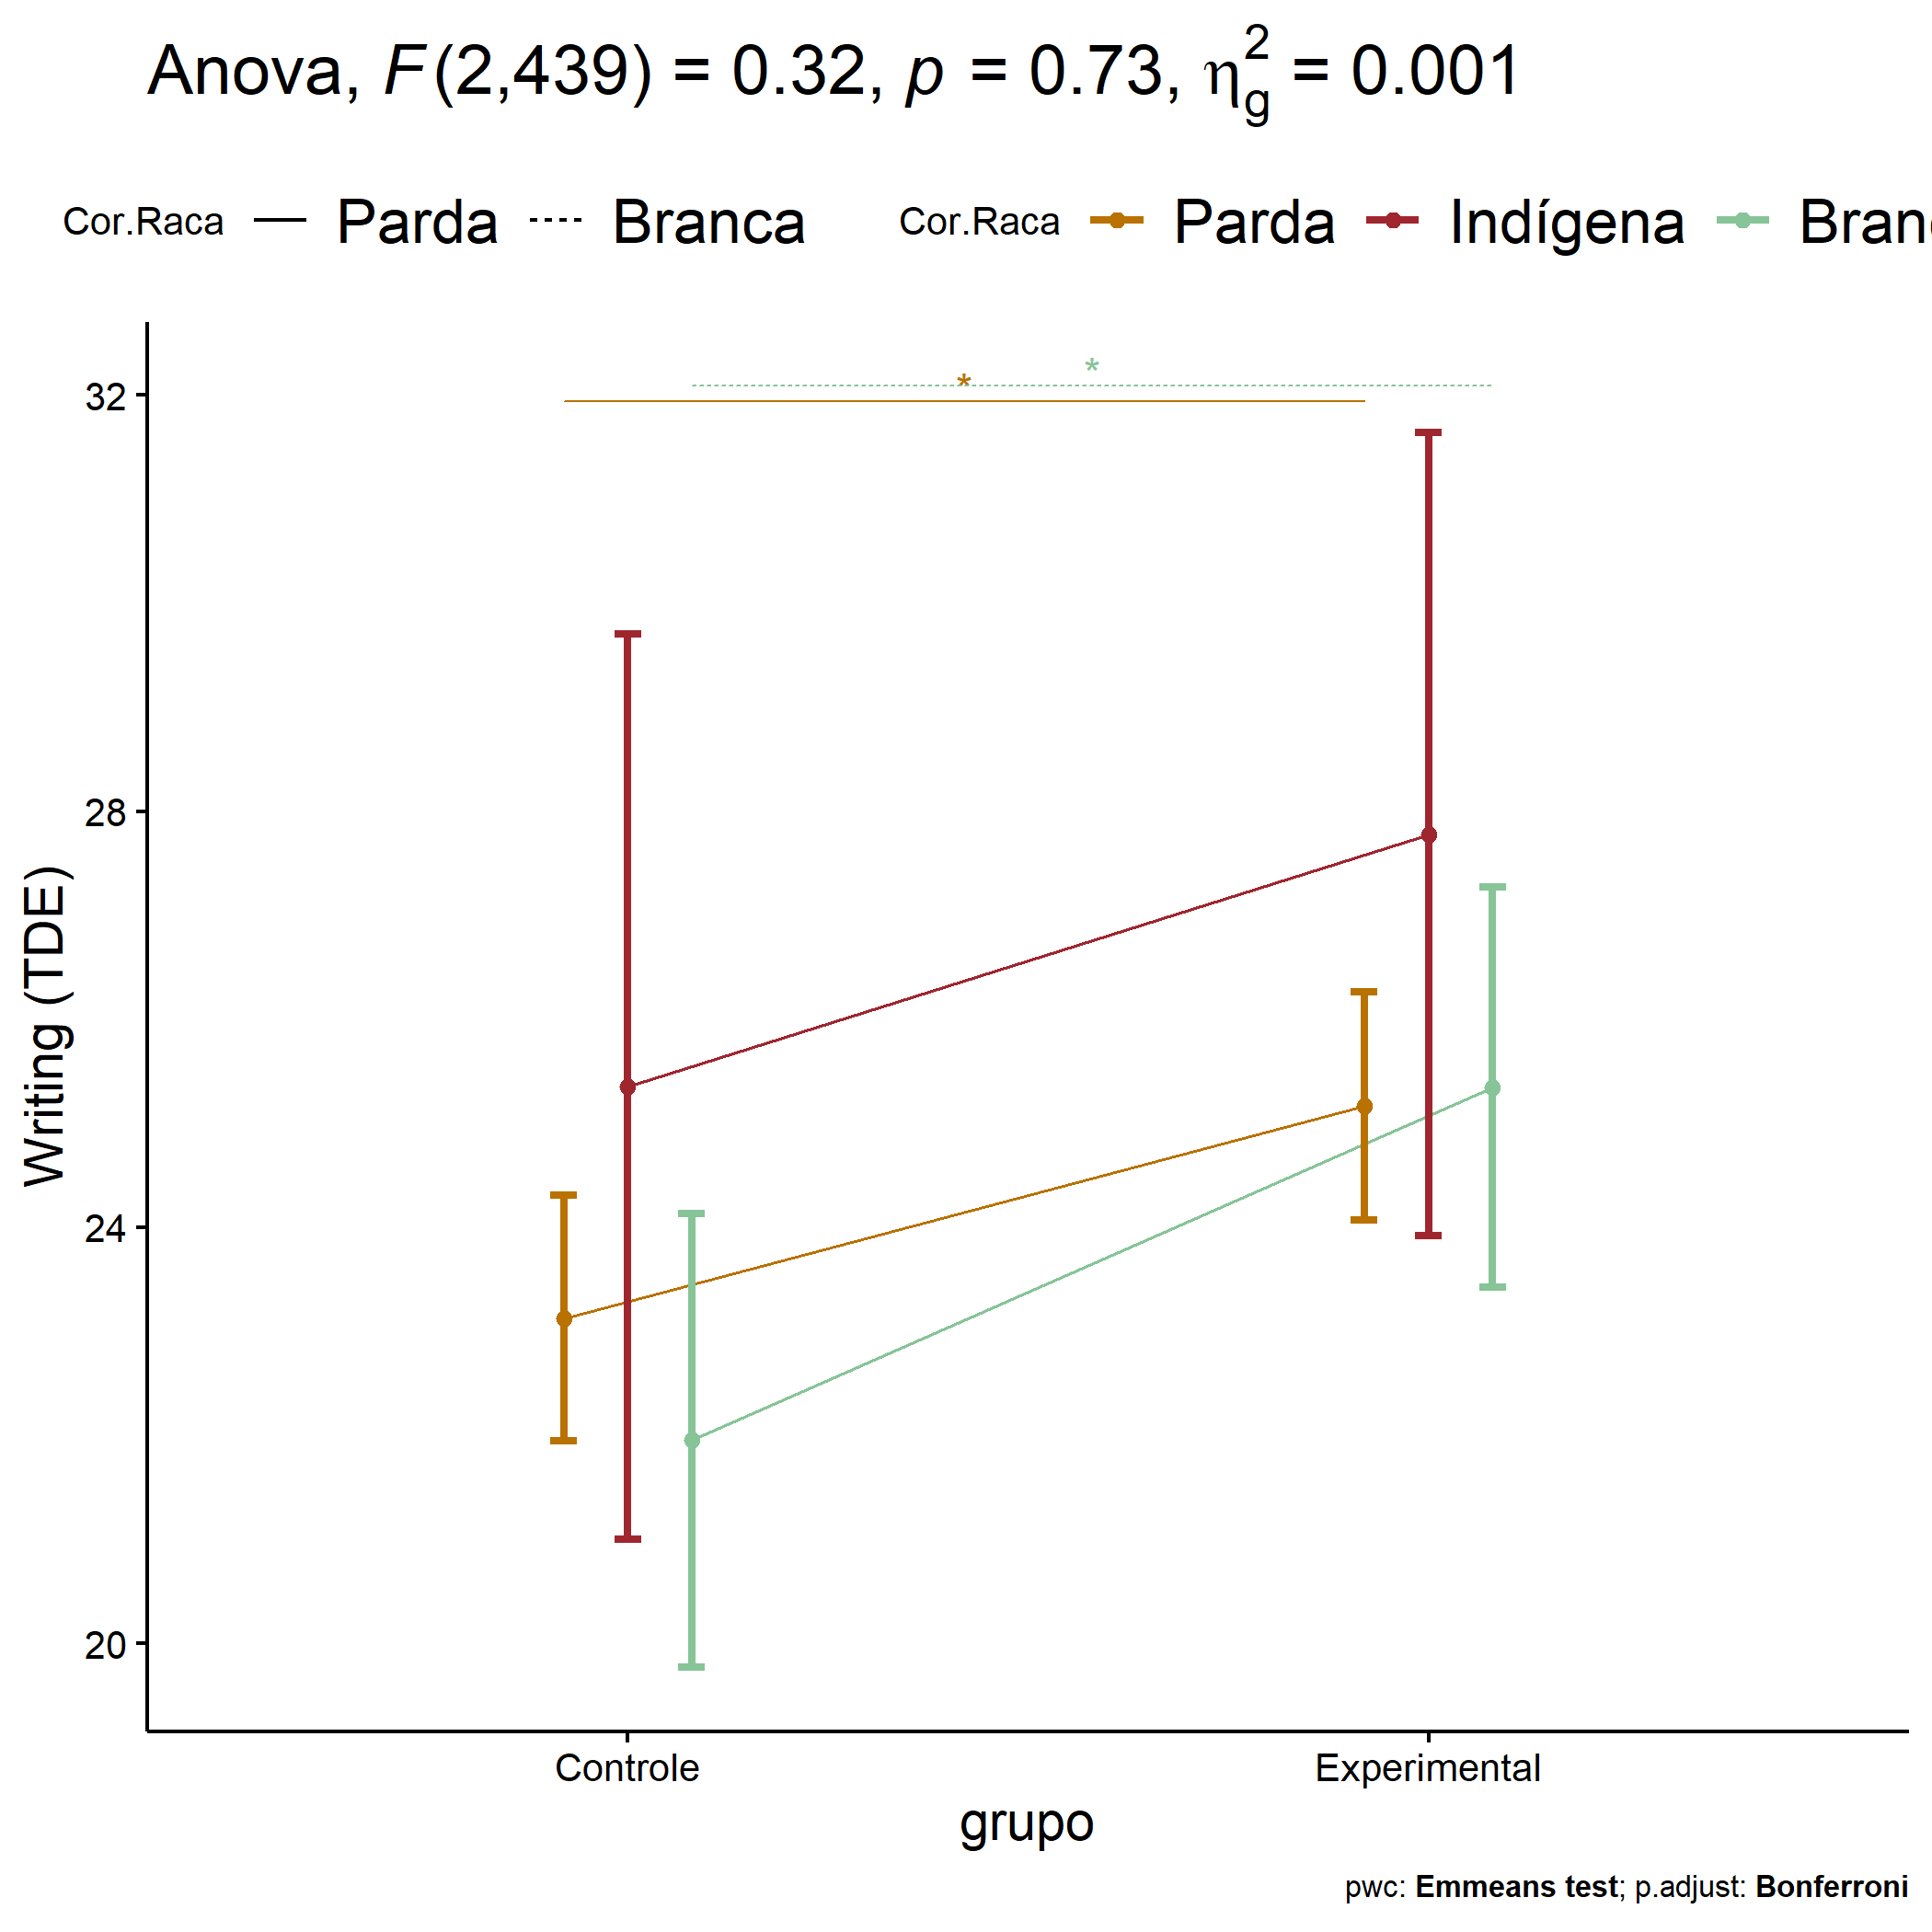 Anova, F(2,439) = 0.32, p = 0.73, η²g = 0.001
Cor.Raca Parda Branca Cor.Raca Parda Indígena Bran
* *
32
28
24
20
Writing (TDE)
Controle Experimental
grupo
pwc: Emmeans test; p.adjust: Bonferroni